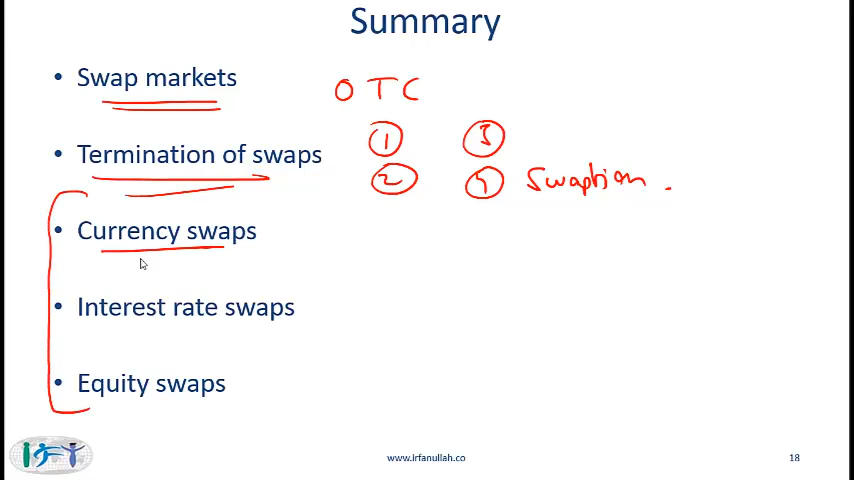 Summary
• Swap markets
O T C
1 3
• Termination of swaps
2 4 Swaption.
• Currency swaps
• Interest rate swaps
• Equity swaps
www.irfanullah.co
18